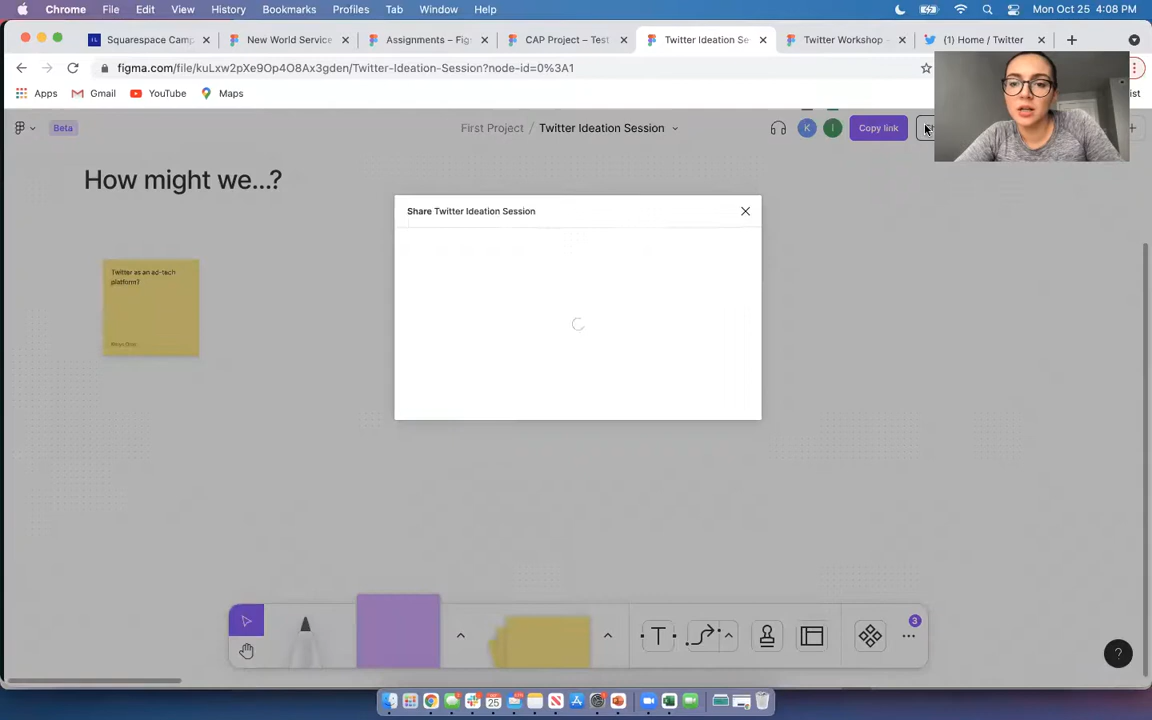 Chrome File Edit View History Bookmarks Profiles Tab Window Help Mon Oct 25 4:08 PM
Squarespace Camp New World Service Assignments – Fig CAP Project – Test Twitter Ideation Se Twitter Workshop – (1) Home / Twitter
figma.com/file/kuLxw2pXe9Op4O8Ax3gden/Twitter-Ideation-Session?node-id=0%3A1
Apps Gmail YouTube Maps ist
Beta First Project / Twitter Ideation Session K I Copy link
How might we...?
Share Twitter Ideation Session
Twitter as an ad-tech
platform?
T
3
?
25